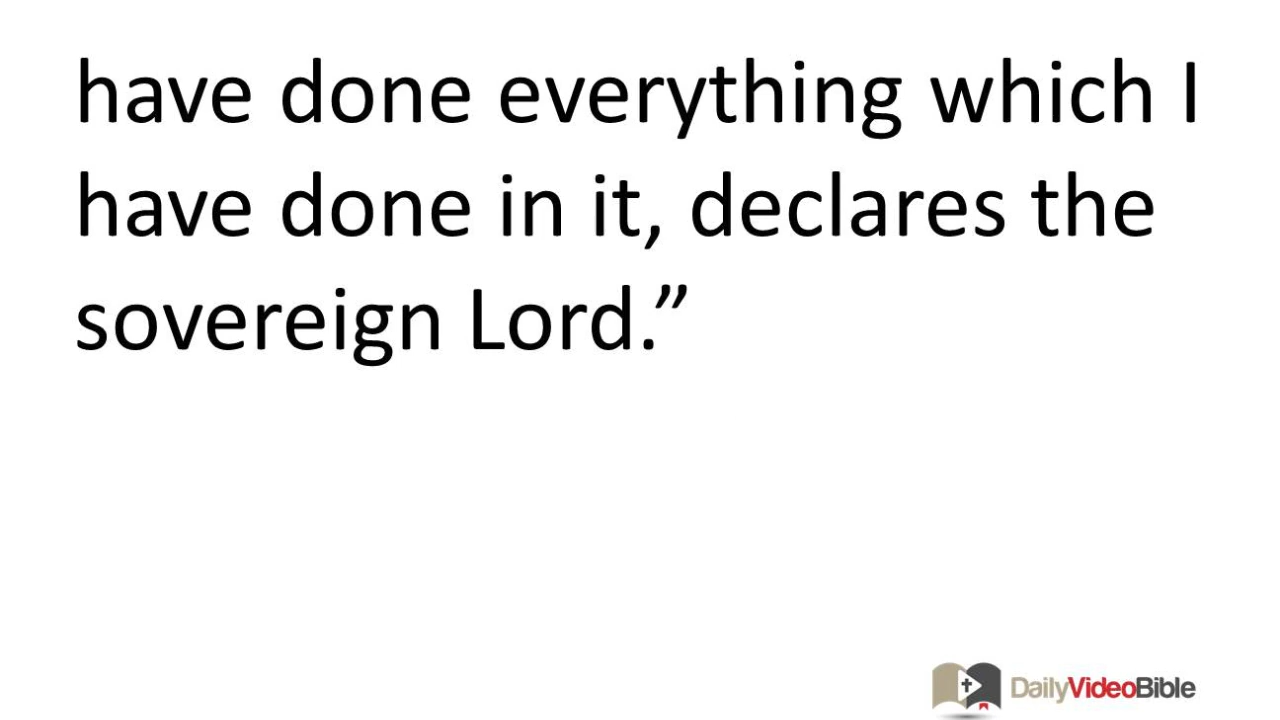 have done everything which I
have done in it, declares the
sovereign Lord.”
DailyVideoBible